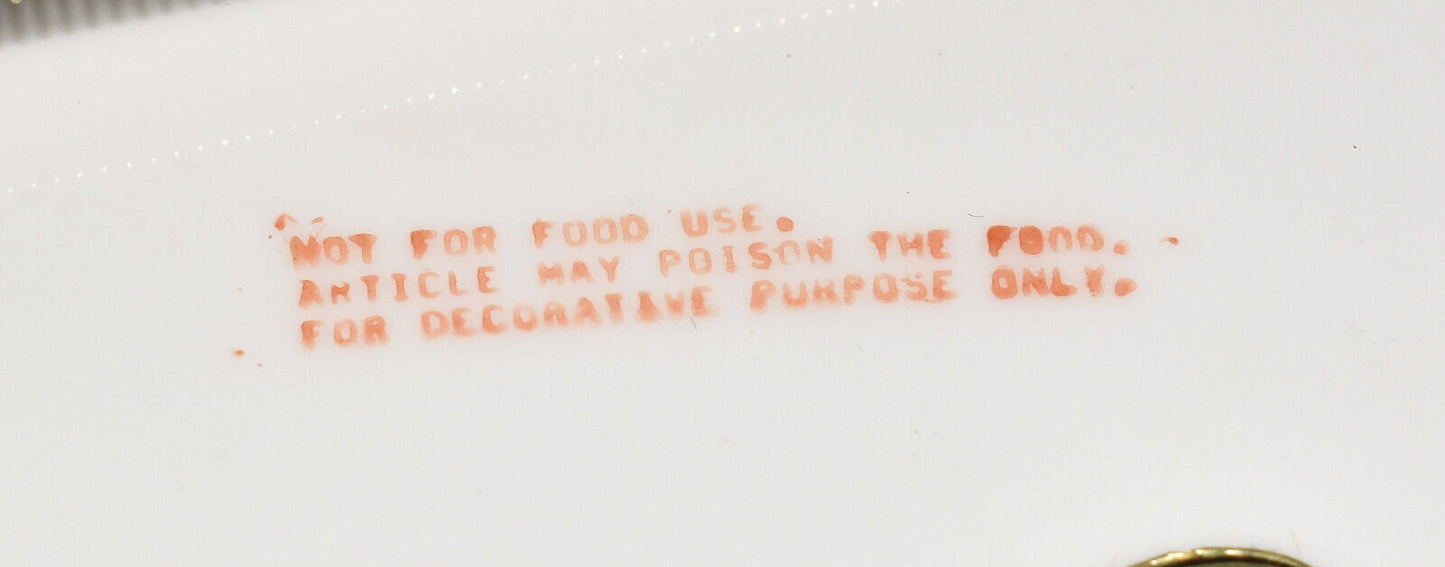 NOT FOR FOOD USE.
ARTICLE MAY POISON THE FOOD.
FOR DECORATIVE PURPOSE ONLY.